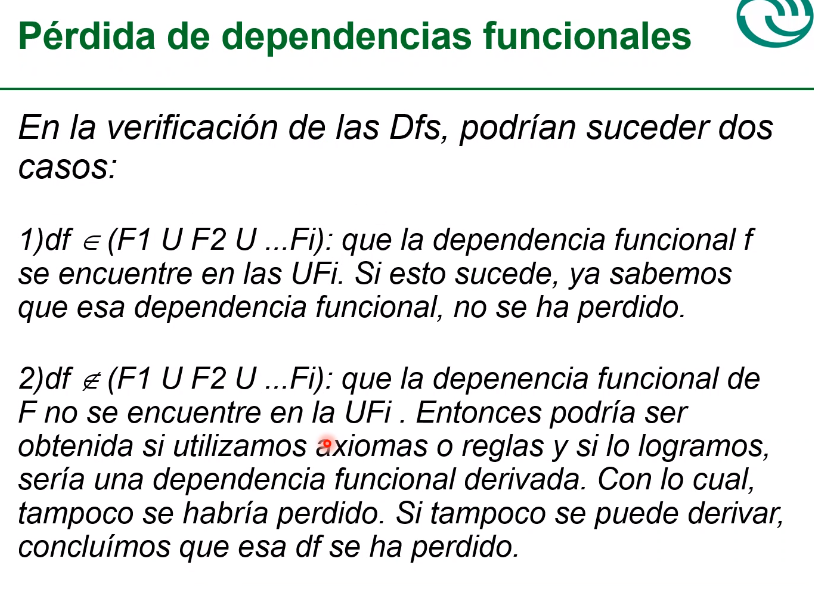 Pérdida de dependencias funcionales
En la verificación de las Dfs, podrían suceder dos
casos:
1)df ∈ (F1 U F2 U ...Fi): que la dependencia funcional f
se encuentre en las UFi. Si esto sucede, ya sabemos
que esa dependencia funcional, no se ha perdido.
2)df ∉ (F1 U F2 U ...Fi): que la depenencia funcional de
F no se encuentre en la UFi . Entonces podría ser
obtenida si utilizamos axiomas o reglas y si lo logramos,
sería una dependencia funcional derivada. Con lo cual,
tampoco se habría perdido. Si tampoco se puede derivar,
concluímos que esa df se ha perdido.